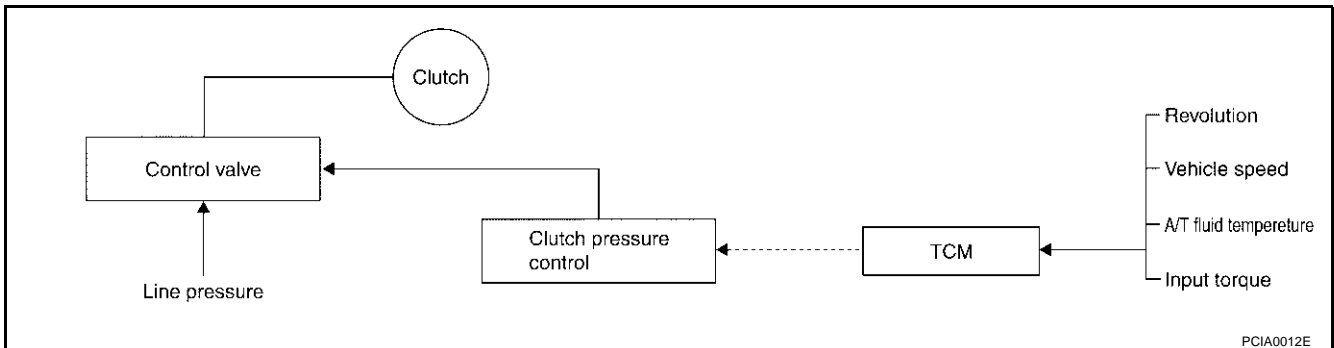 Clutch
Revolution
Control valve
Vehicle speed
A/T fluid tempereture
Clutch pressure
control
TCM
Input torque
Line pressure
PCIA0012E